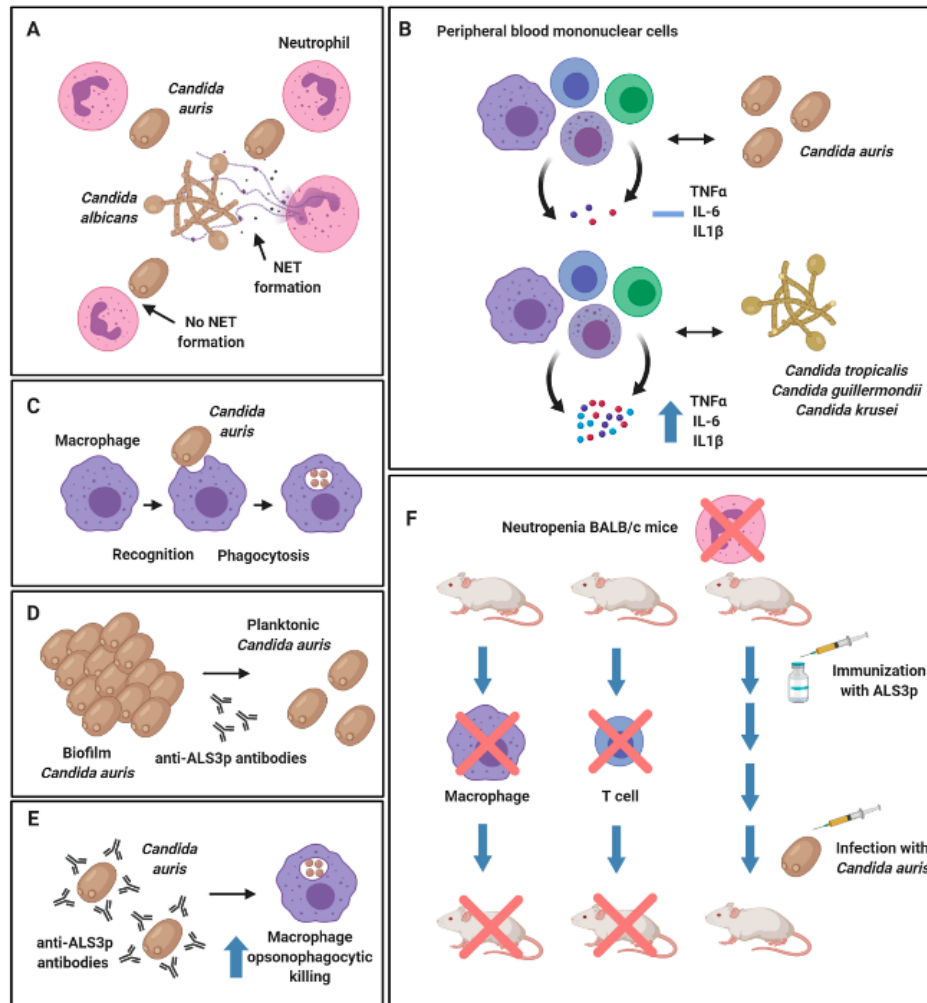 A
Neutrophil
Candida
auris
Candida
albicans
NET
formation
No NET
formation
B
Peripheral blood mononuclear cells
Candida auris
TNFα
IL-6
IL1β
Candida tropicalis
Candida guillermondii
Candida krusei
TNFα
IL-6
IL1β
C
Candida
auris
Macrophage
Recognition
Phagocytosis
D
Planktonic
Candida auris
Biofilm
Candida auris
anti-ALS3p antibodies
E
Candida
auris
anti-ALS3p
antibodies
Macrophage
opsonophagocytic
killing
F
Neutropenia BALB/c mice
Immunization
with ALS3p
Macrophage
T cell
Infection with
Candida auris